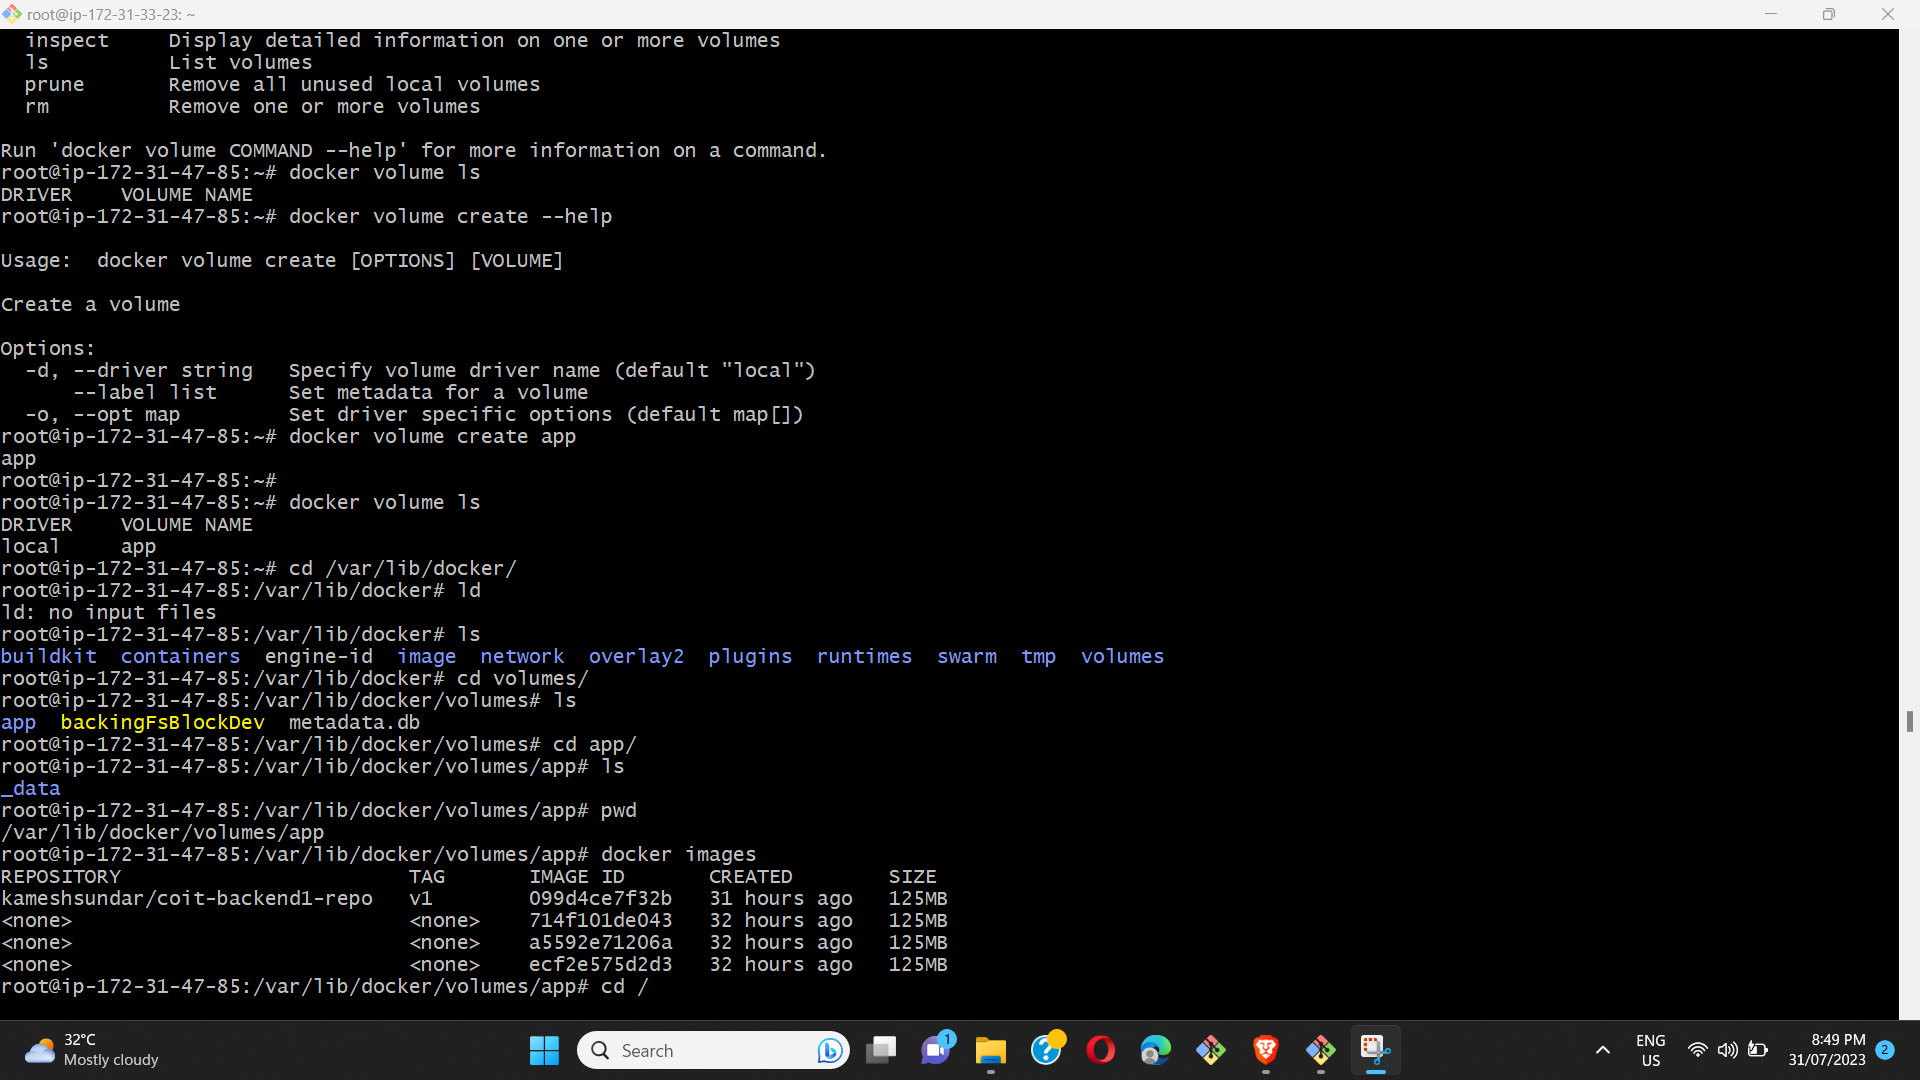 root@ip-172-31-33-23: ~
inspect     Display detailed information on one or more volumes
ls          List volumes
prune       Remove all unused local volumes
rm          Remove one or more volumes
Run 'docker volume COMMAND --help' for more information on a command.
root@ip-172-31-47-85:~# docker volume ls
DRIVER    VOLUME NAME
root@ip-172-31-47-85:~# docker volume create --help
Usage:  docker volume create [OPTIONS] [VOLUME]
Create a volume
Options:
-d, --driver string   Specify volume driver name (default "local")
--label list      Set metadata for a volume
-o, --opt map         Set driver specific options (default map[])
root@ip-172-31-47-85:~# docker volume create app
app
root@ip-172-31-47-85:~#
root@ip-172-31-47-85:~# docker volume ls
DRIVER    VOLUME NAME
local     app
root@ip-172-31-47-85:~# cd /var/lib/docker/
root@ip-172-31-47-85:/var/lib/docker# ld
ld: no input files
root@ip-172-31-47-85:/var/lib/docker# ls
buildkit  containers  engine-id  image  network  overlay2  plugins  runtimes  swarm  tmp  volumes
root@ip-172-31-47-85:/var/lib/docker# cd volumes/
root@ip-172-31-47-85:/var/lib/docker/volumes# ls
app  backingFsBlockDev  metadata.db
root@ip-172-31-47-85:/var/lib/docker/volumes# cd app/
root@ip-172-31-47-85:/var/lib/docker/volumes/app# ls
_data
root@ip-172-31-47-85:/var/lib/docker/volumes/app# pwd
/var/lib/docker/volumes/app
root@ip-172-31-47-85:/var/lib/docker/volumes/app# docker images
REPOSITORY                        TAG       IMAGE ID       CREATED        SIZE
kameshsundar/coit-backend1-repo   v1        099d4ce7f32b   31 hours ago   125MB
<none>                            <none>    714f101de043   32 hours ago   125MB
<none>                            <none>    a5592e71206a   32 hours ago   125MB
<none>                            <none>    ecf2e575d2d3   32 hours ago   125MB
root@ip-172-31-47-85:/var/lib/docker/volumes/app# cd /
32°C
Mostly cloudy
Search
1
ENG
US
8:49 PM
31/07/2023
2